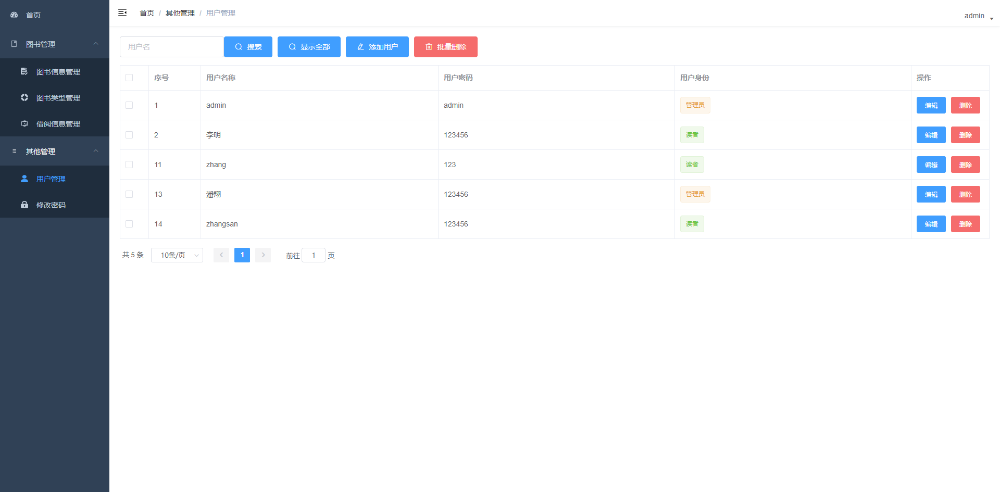 首页
图书管理
图书信息管理
图书类型管理
借阅信息管理
其他管理
用户管理
修改密码
首页 / 其他管理 / 用户管理
admin
用户名 搜索 显示全部 添加用户 批量删除
序号 用户名称 用户密码 用户身份 操作
1 admin admin 管理员 编辑 删除
2 李明 123456 读者 编辑 删除
11 zhang 123 读者 编辑 删除
13 潘翔 123456 管理员 编辑 删除
14 zhangsan 123456 读者 编辑 删除
共 5 条 10条/页 1 前往 1 页